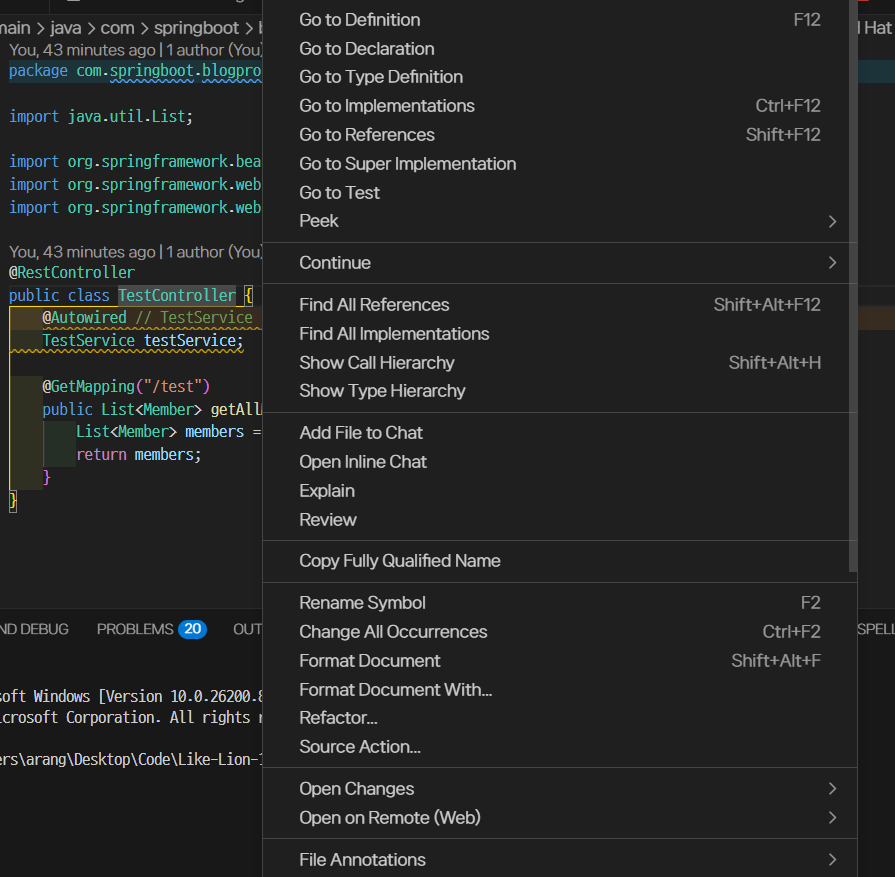 main > java > com > springboot >
You, 43 minutes ago | 1 author (You)
package com.springboot.blogpro
import java.util.List;
import org.springframework.bea
import org.springframework.web
import org.springframework.web
You, 43 minutes ago | 1 author (You)
@RestController
public class TestController {
@Autowired // TestService
TestService testService;
@GetMapping("/test")
public List<Member> getAll
List<Member> members =
return members;
}
}
ND DEBUG PROBLEMS 20 OUT
soft Windows [Version 10.0.26200.8
icrosoft Corporation. All rights r
ers\arang\Desktop\Code\Like-Lion-1
Go to Definition F12
Go to Declaration
Go to Type Definition
Go to Implementations Ctrl+F12
Go to References Shift+F12
Go to Super Implementation
Go to Test
Peek >
Continue >
Find All References Shift+Alt+F12
Find All Implementations
Show Call Hierarchy Shift+Alt+H
Show Type Hierarchy
Add File to Chat
Open Inline Chat
Explain
Review
Copy Fully Qualified Name
Rename Symbol F2
Change All Occurrences Ctrl+F2
Format Document Shift+Alt+F
Format Document With...
Refactor...
Source Action...
Open Changes >
Open on Remote (Web) >
File Annotations >
Hat
SPELL